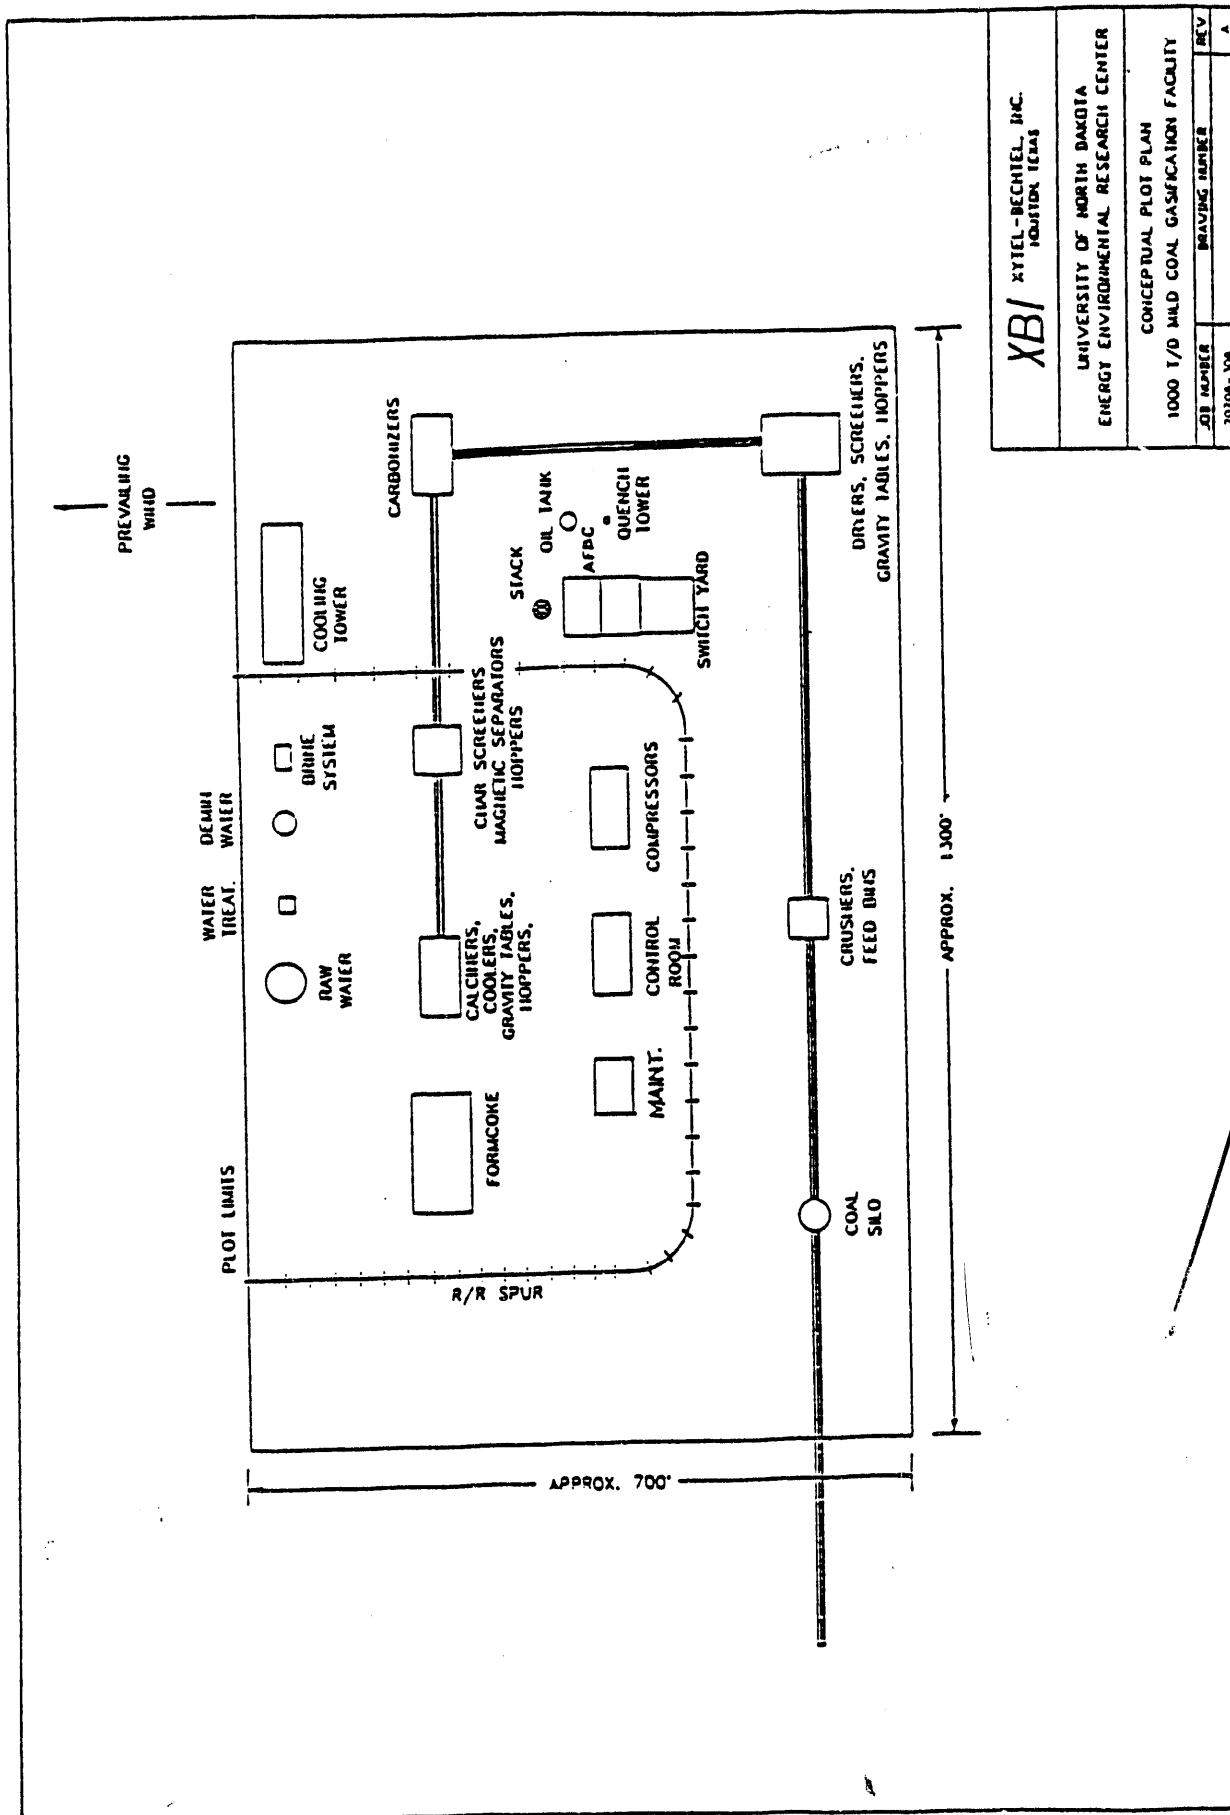 PREVAILING
WIND
PLOT LIMITS
WATER
TREAT.
DEMIN
WATER
RAW
WATER
BRINE
SYSTEM
COOLING
TOWER
CARBONIZERS
R/R SPUR
FORMCOKE
CALCINERS,
COOLERS,
GRAVITY TABLES,
HOPPERS,
CHAR SCREENERS
MAGNETIC SEPARATORS
HOPPERS
STACK
OIL TANK
AFBC
QUENCH
TOWER
SWITCH YARD
MAINT.
CONTROL
ROOM
COMPRESSORS
COAL
SILO
CRUSHERS,
FEED BINS
DRYERS, SCREENERS,
GRAVITY TABLES, HOPPERS
APPROX. 700'
APPROX. 1300'
XBI XYTEL-BECHTEL, INC.
HOUSTON TEXAS
UNIVERSITY OF NORTH DAKOTA
ENERGY ENVIRONMENTAL RESEARCH CENTER
CONCEPTUAL PLOT PLAN
1000 T/D MILD COAL GASIFICATION FACILITY
JOB NUMBER
DRAWING NUMBER
REV
A